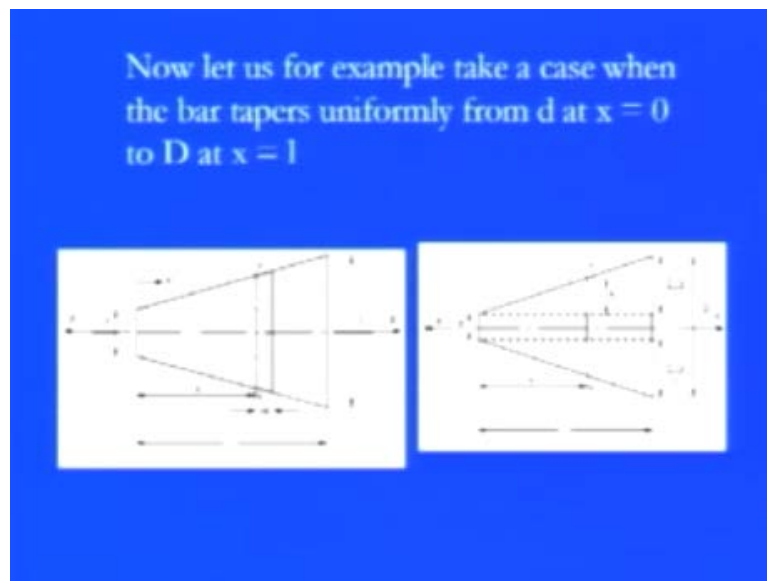 Now let us for example take a case when
the bar tapers uniformly from d at x = 0
to D at x = l